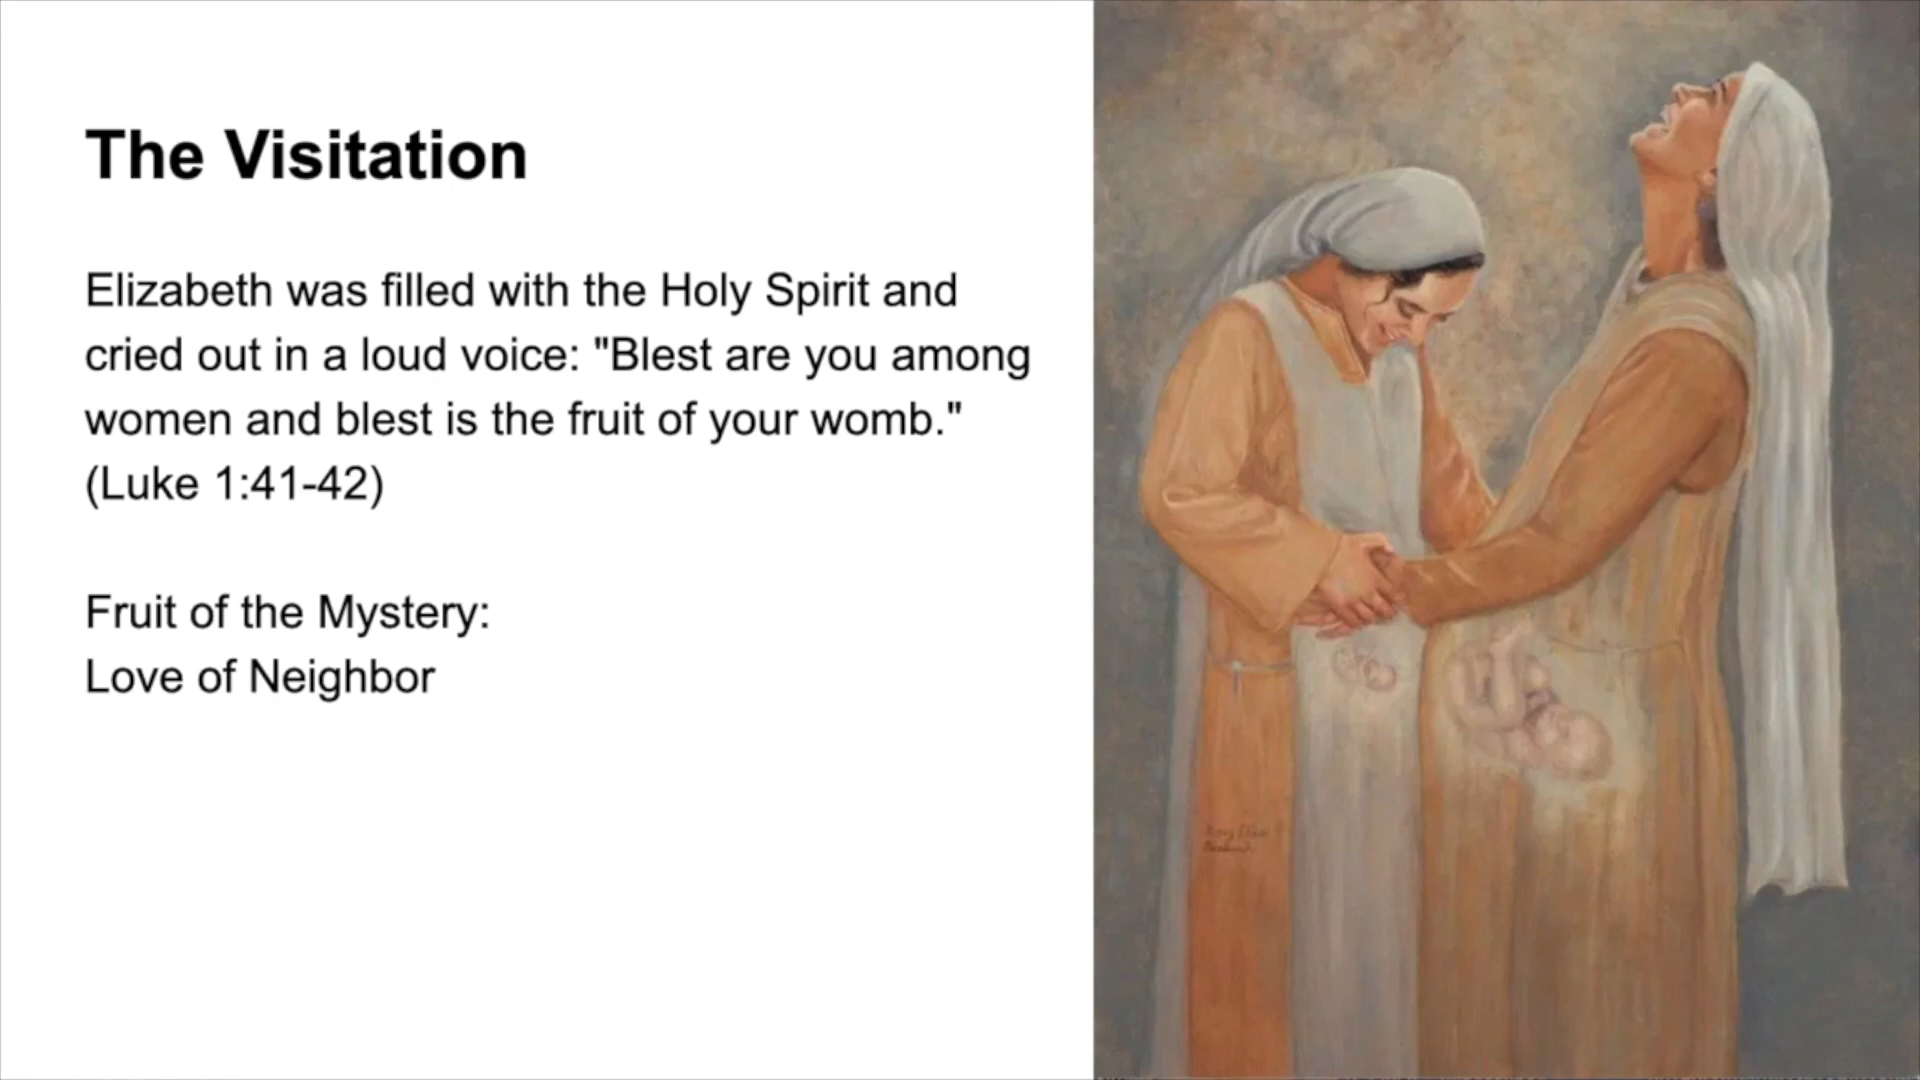 The Visitation
Elizabeth was filled with the Holy Spirit and
cried out in a loud voice: "Blest are you among
women and blest is the fruit of your womb."
(Luke 1:41-42)
Fruit of the Mystery:
Love of Neighbor